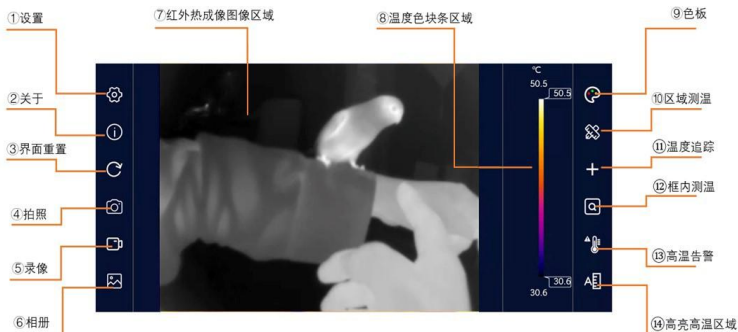 ①设置
⑦红外热成像图像区域
⑧温度色块条区域
⑨色板
②关于
③界面重置
④拍照
⑤录像
⑥相册
℃
50.5
50.5
30.6
30.6
⑩区域测温
⑪温度追踪
⑫框内测温
⑬高温告警
⑭高亮高温区域